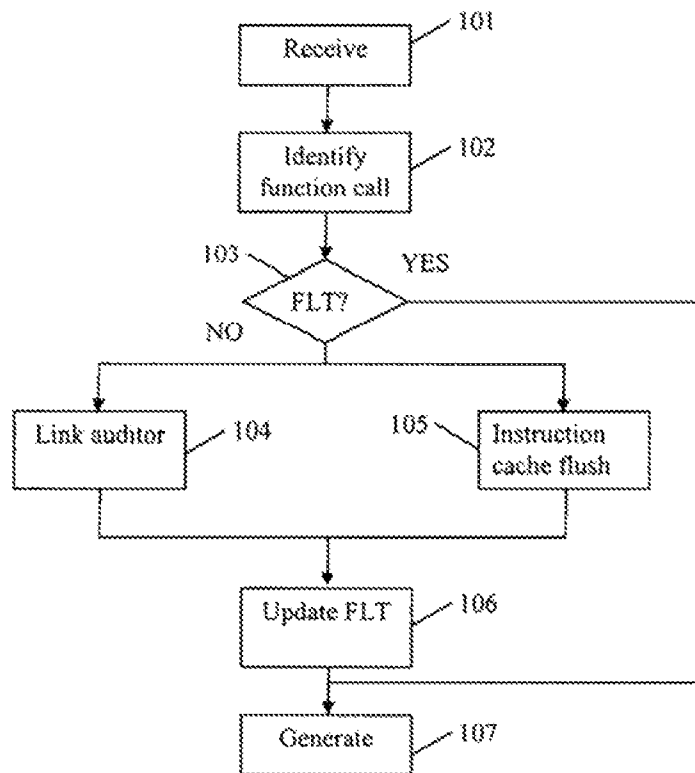 101
Receive
Identify
function call
102
103
YES
FLT?
NO
Link auditor
104
105
Instruction
cache flush
Update FLT
106
Generate
107